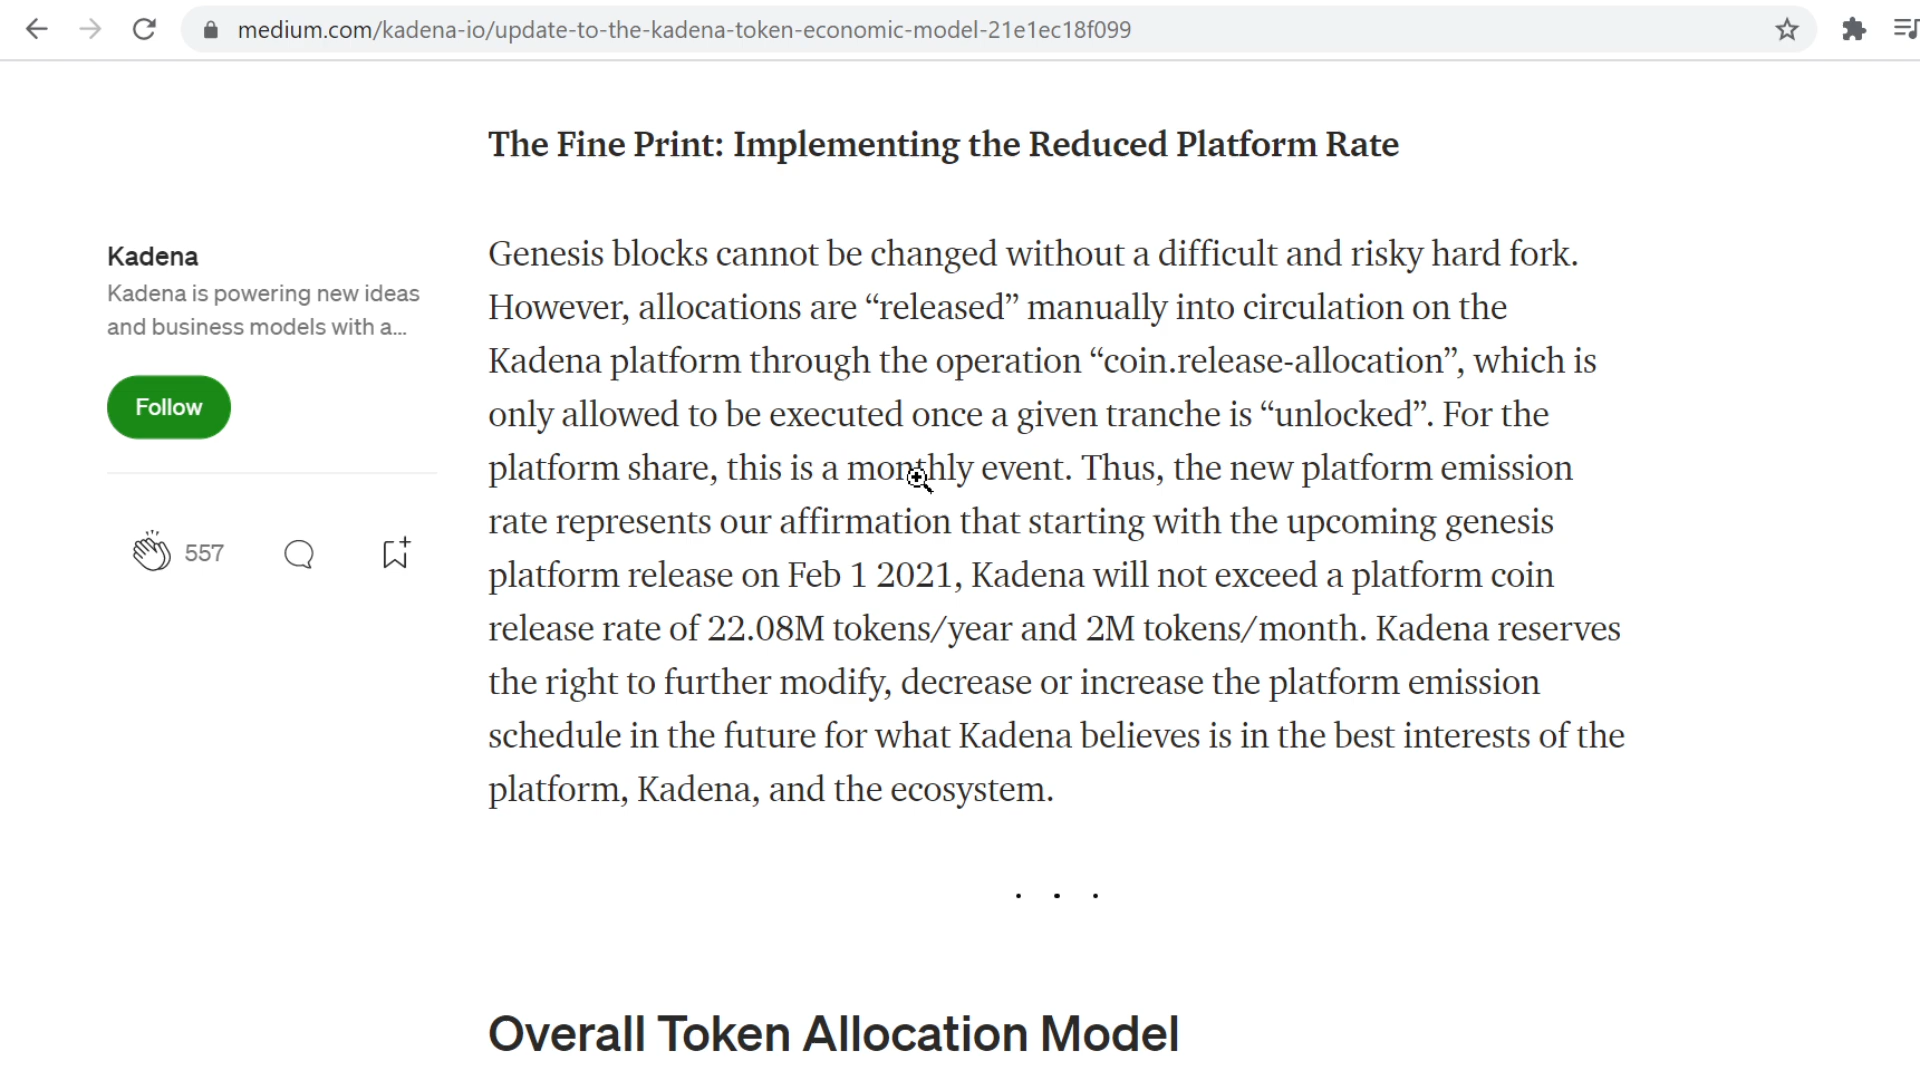 medium.com/kadena-io/update-to-the-kadena-token-economic-model-21e1ec18f099
The Fine Print: Implementing the Reduced Platform Rate
Kadena
Kadena is powering new ideas
and business models with a...
Follow
557
Genesis blocks cannot be changed without a difficult and risky hard fork.
However, allocations are “released” manually into circulation on the
Kadena platform through the operation “coin.release-allocation”, which is
only allowed to be executed once a given tranche is “unlocked”. For the
platform share, this is a monthly event. Thus, the new platform emission
rate represents our affirmation that starting with the upcoming genesis
platform release on Feb 1 2021, Kadena will not exceed a platform coin
release rate of 22.08M tokens/year and 2M tokens/month. Kadena reserves
the right to further modify, decrease or increase the platform emission
schedule in the future for what Kadena believes is in the best interests of the
platform, Kadena, and the ecosystem.
. . .
Overall Token Allocation Model